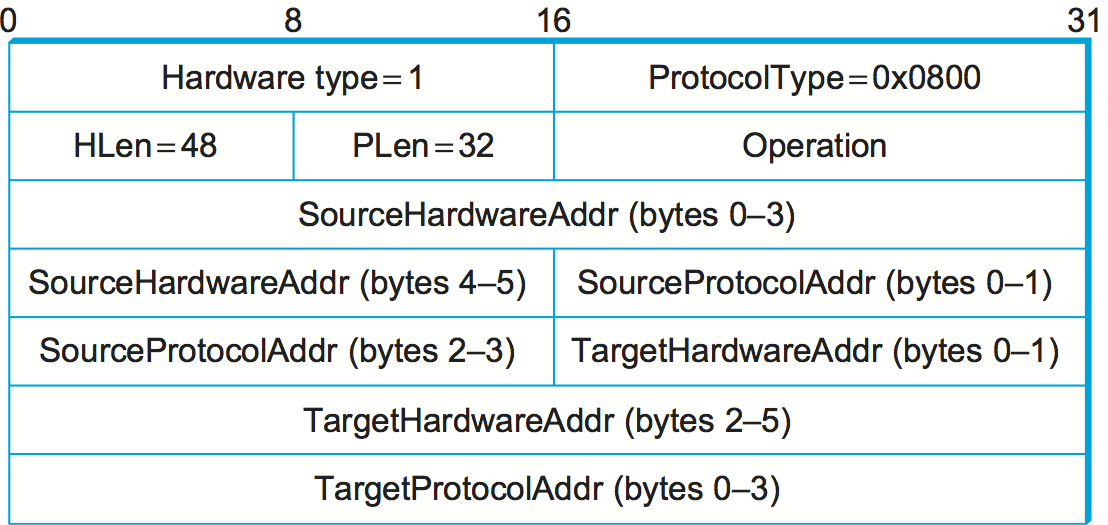 0 8 16 31
Hardware type=1 ProtocolType=0x0800
HLen=48 PLen=32 Operation
SourceHardwareAddr (bytes 0–3)
SourceHardwareAddr (bytes 4–5) SourceProtocolAddr (bytes 0–1)
SourceProtocolAddr (bytes 2–3) TargetHardwareAddr (bytes 0–1)
TargetHardwareAddr (bytes 2–5)
TargetProtocolAddr (bytes 0–3)